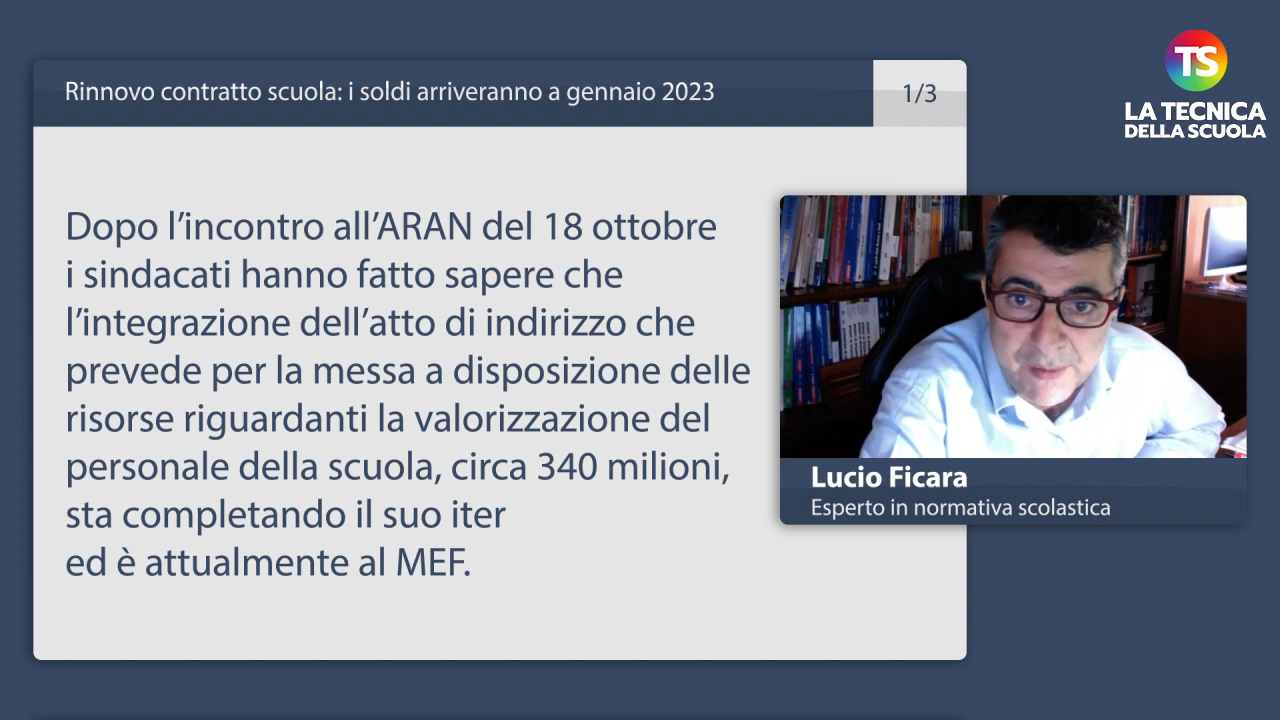 Rinnovo contratto scuola: i soldi arriveranno a gennaio 2023
1/3
TS
LA TECNICA
DELLA SCUOLA
Dopo l’incontro all’ARAN del 18 ottobre
i sindacati hanno fatto sapere che
l’integrazione dell’atto di indirizzo che
prevede per la messa a disposizione delle
risorse riguardanti la valorizzazione del
personale della scuola, circa 340 milioni,
sta completando il suo iter
ed è attualmente al MEF.
Lucio Ficara
Esperto in normativa scolastica